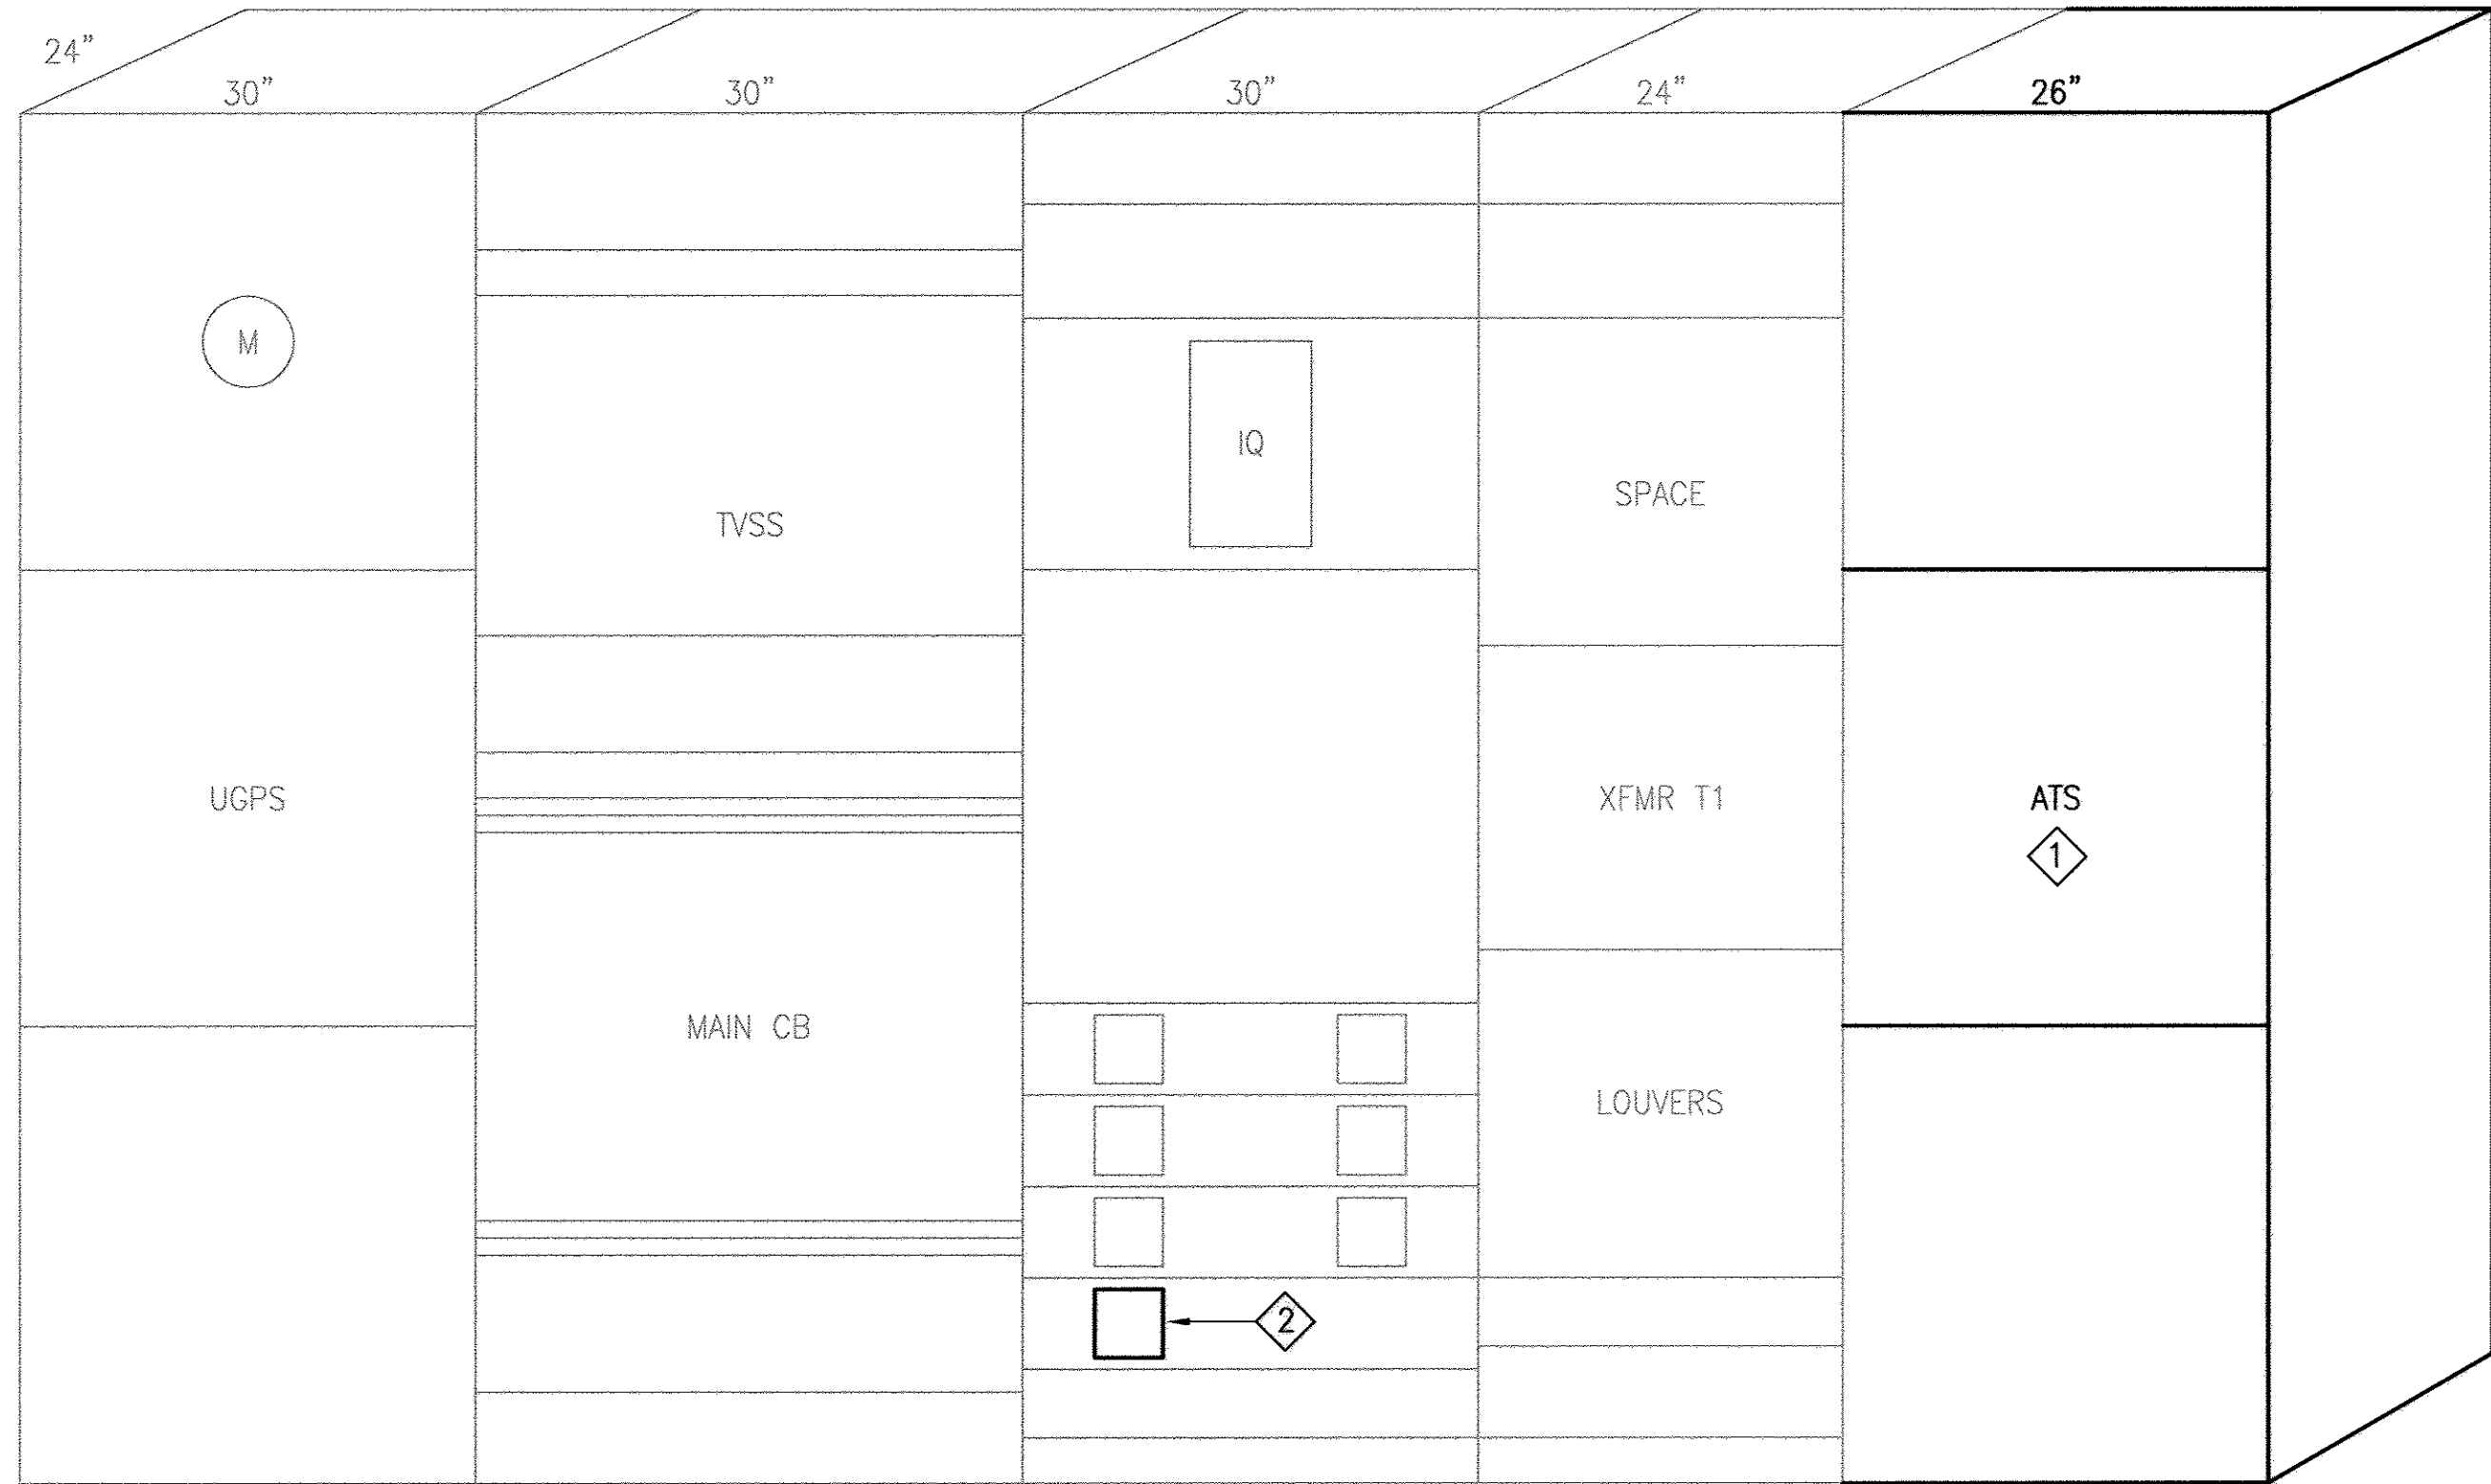 24"
30"
30"
30"
24"
26"
M
IQ
SPACE
TVSS
UGPS
XFMR T1
ATS
1
MAIN CB
LOUVERS
2